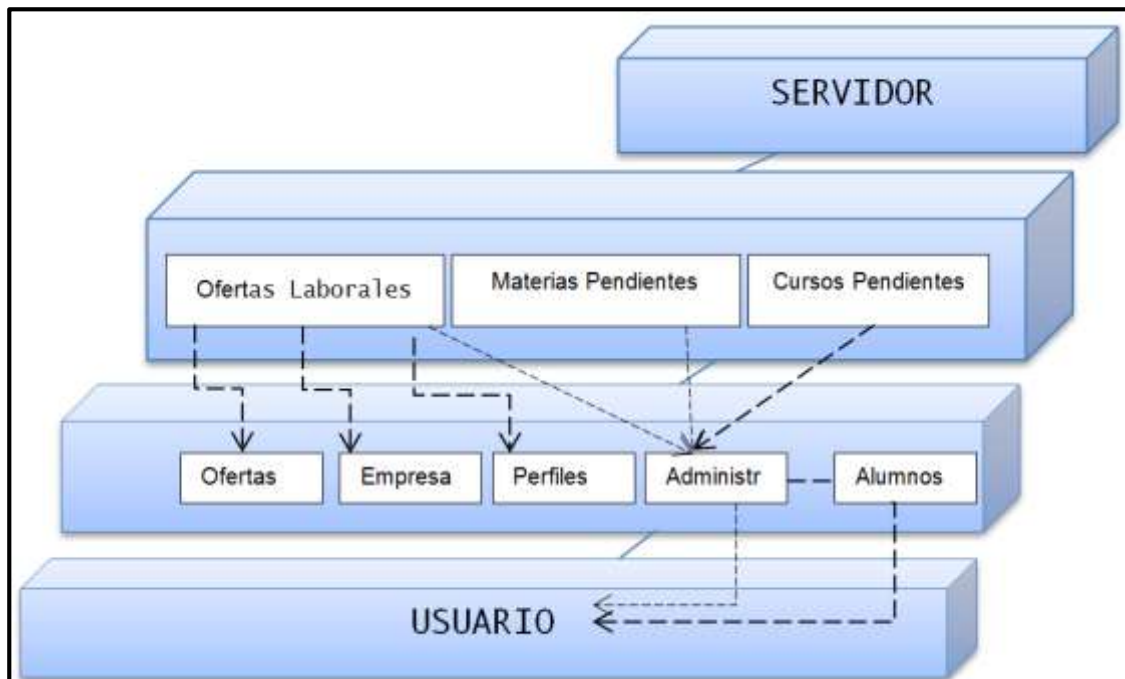 SERVIDOR
Ofertas Laborales
Materias Pendientes
Cursos Pendientes
Ofertas
Empresa
Perfiles
Administr
Alumnos
USUARIO